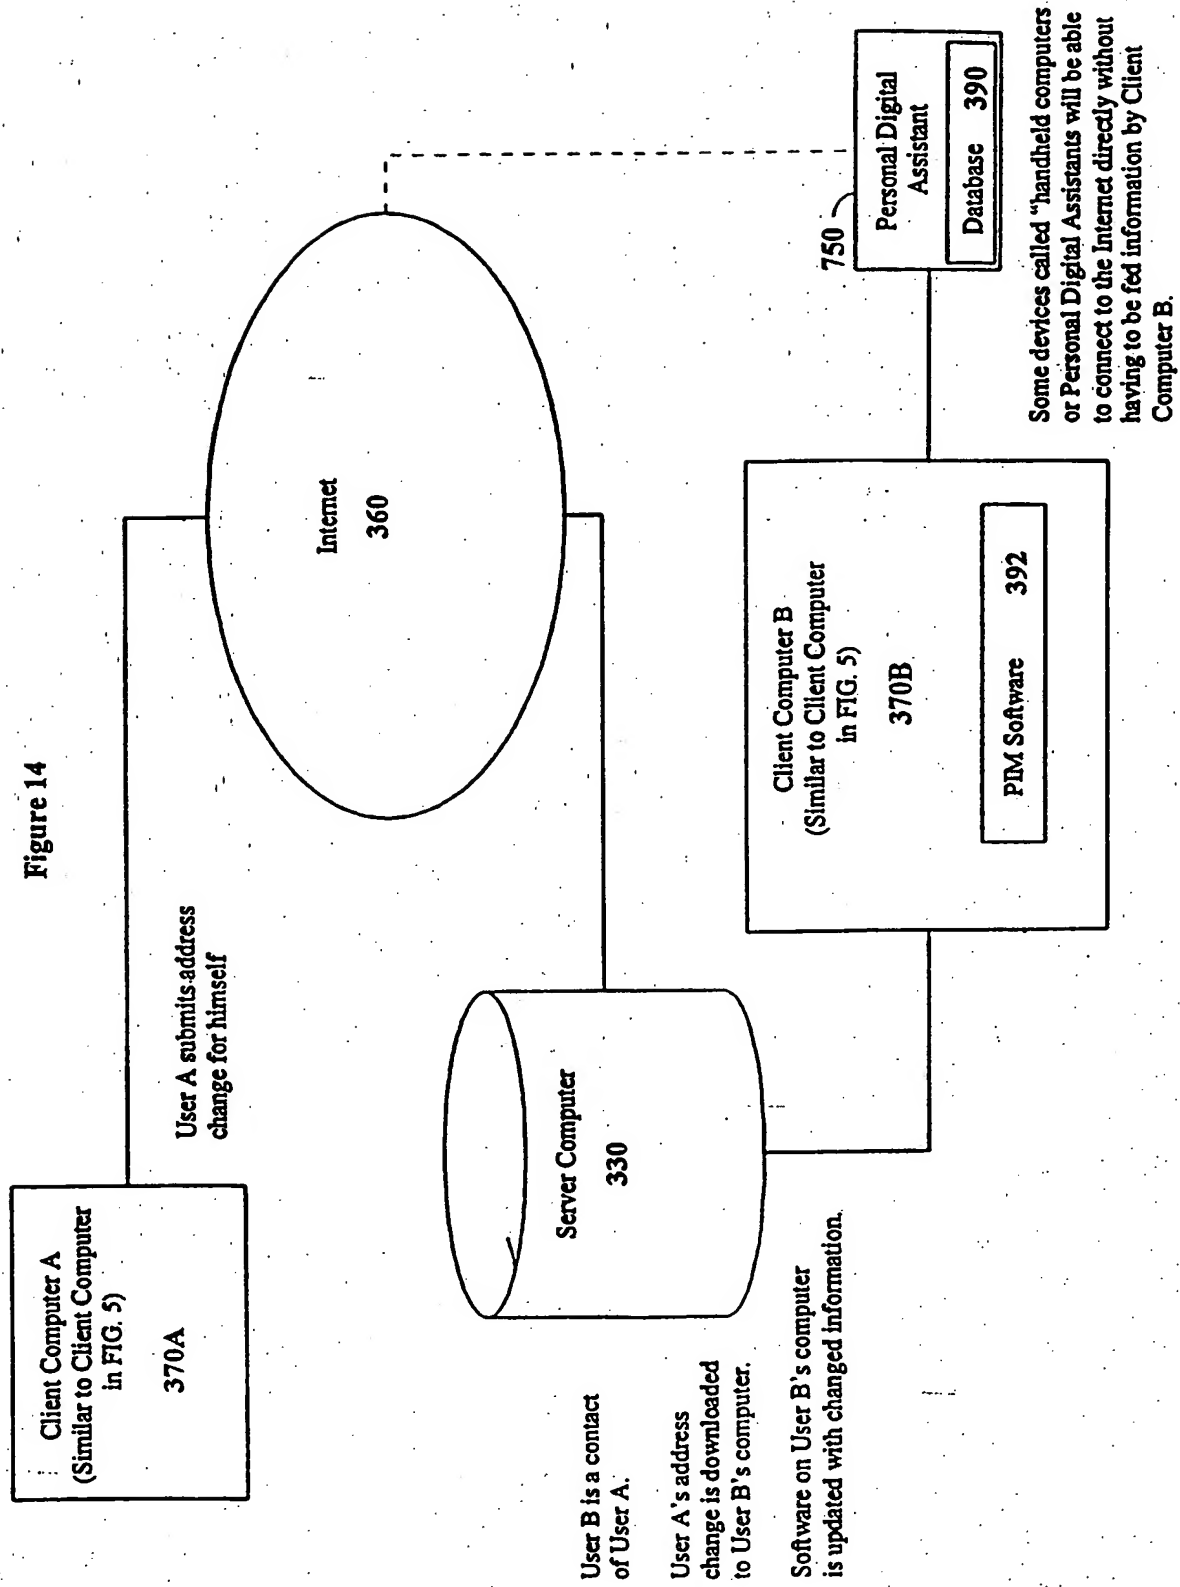 Figure 14
Client Computer A
(Similar to Client Computer
in FIG. 5)
370A
User A submits address
change for himself
Internet
360
Server Computer
330
User B is a contact
of User A.
User A's address
change is downloaded
to User B's computer.
Software on User B's computer
is updated with changed information.
Client Computer B
(Similar to Client Computer
in FIG. 5)
370B
PIM Software 392
750
Personal Digital
Assistant
Database 390
Some devices called "handheld computers
or Personal Digital Assistants will be able
to connect to the Internet directly without
having to be fed information by Client
Computer B.